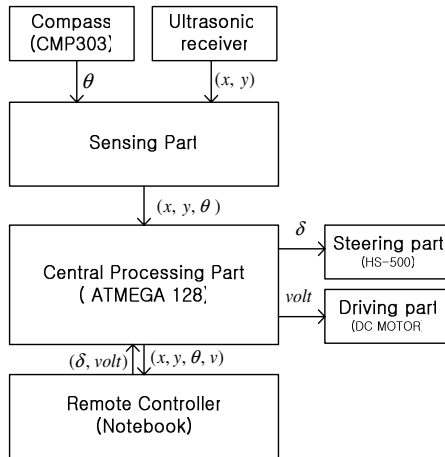 Compass
(CMP303)
Ultrasonic
receiver
θ
(x, y)
Sensing Part
(x, y, θ )
Central Processing Part
( ATMEGA 128)
δ
Steering part
(HS-500)
volt
Driving part
(DC MOTOR)
(δ, volt)
(x, y, θ, v)
Remote Controller
(Notebook)